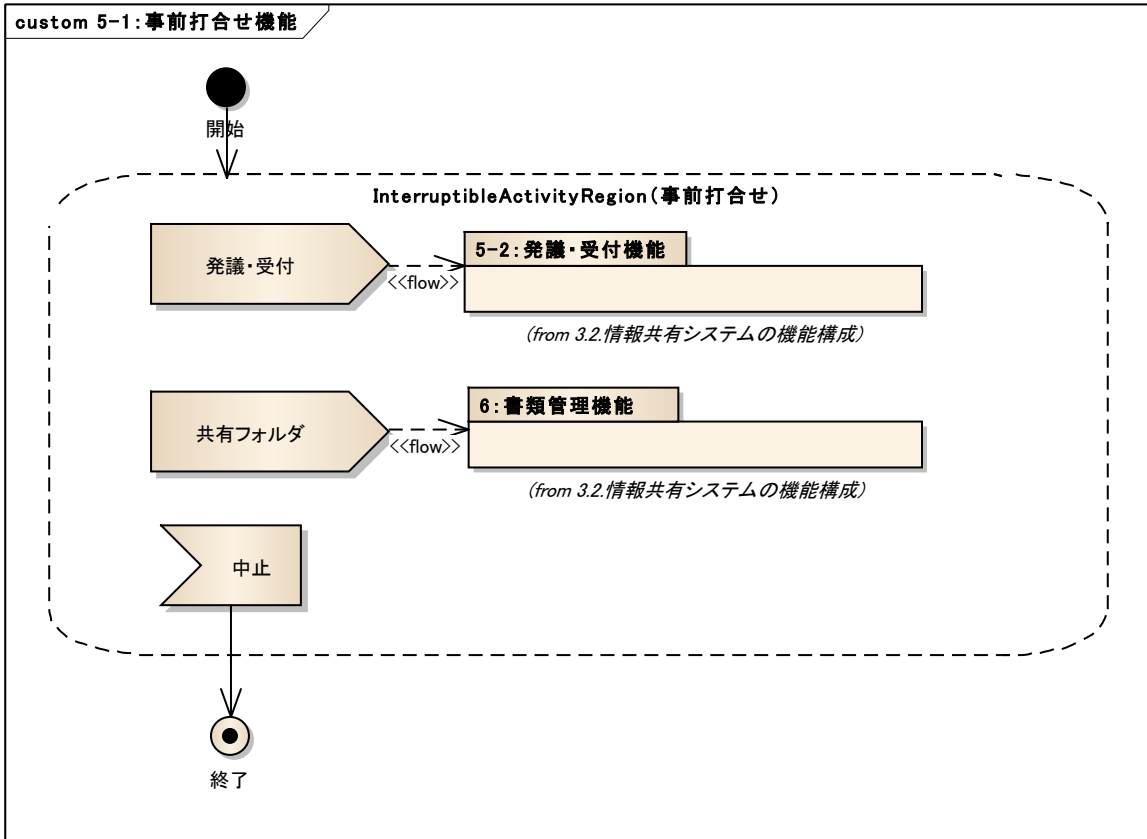 custom 5-1:事前打合せ機能
開始
InterruptibleActivityRegion(事前打合せ)
発議・受付
<<flow>>
5-2:発議・受付機能
(from 3.2.情報共有システムの機能構成)
共有フォルダ
<<flow>>
6:書類管理機能
(from 3.2.情報共有システムの機能構成)
中止
終了